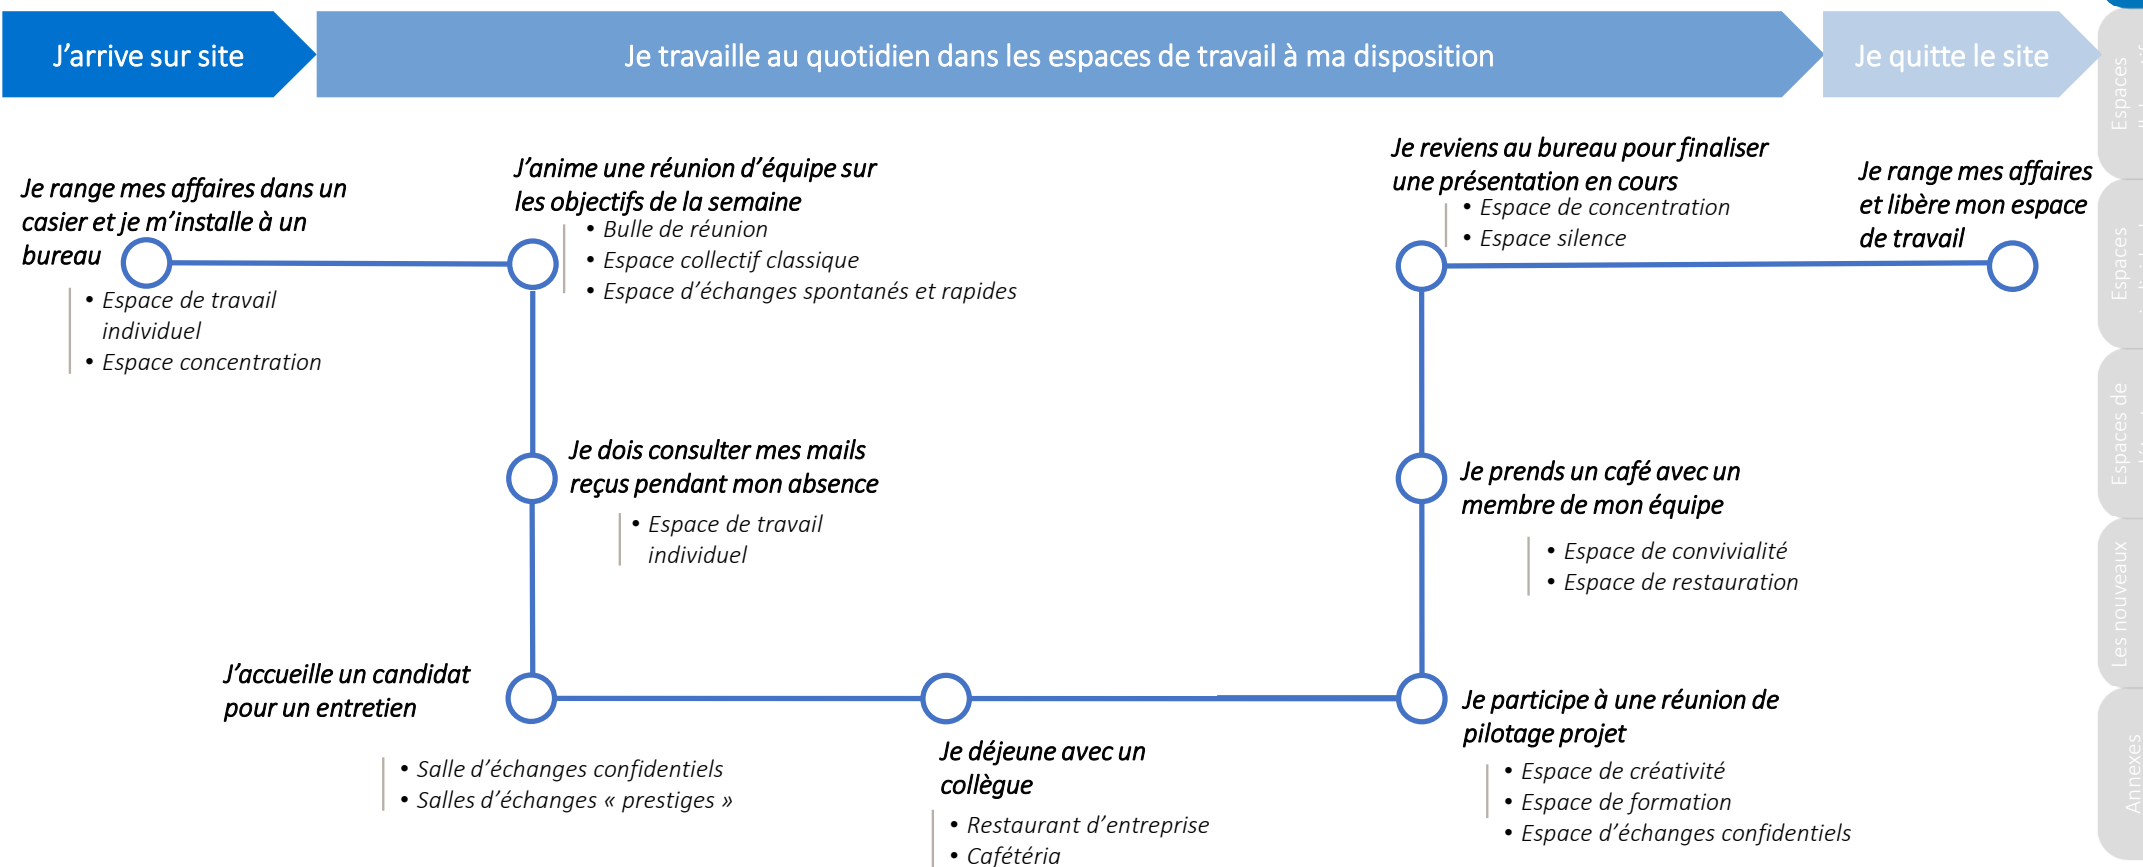 J’arrive sur site
Je travaille au quotidien dans les espaces de travail à ma disposition
Je quitte le site
Je range mes affaires dans un
casier et je m’installe à un
bureau
• Espace de travail
individuel
• Espace concentration
J’anime une réunion d’équipe sur
les objectifs de la semaine
• Bulle de réunion
• Espace collectif classique
• Espace d’échanges spontanés et rapides
Je dois consulter mes mails
reçus pendant mon absence
• Espace de travail
individuel
J’accueille un candidat
pour un entretien
• Salle d’échanges confidentiels
• Salles d’échanges « prestiges »
Je déjeune avec un
collègue
• Restaurant d’entreprise
• Cafétéria
Je participe à une réunion de
pilotage projet
• Espace de créativité
• Espace de formation
• Espace d’échanges confidentiels
Je prends un café avec un
membre de mon équipe
• Espace de convivialité
• Espace de restauration
Je reviens au bureau pour finaliser
une présentation en cours
• Espace de concentration
• Espace silence
Je range mes affaires
et libère mon espace
de travail
Espaces
Espaces
Espaces de
Les nouveaux
Annexes